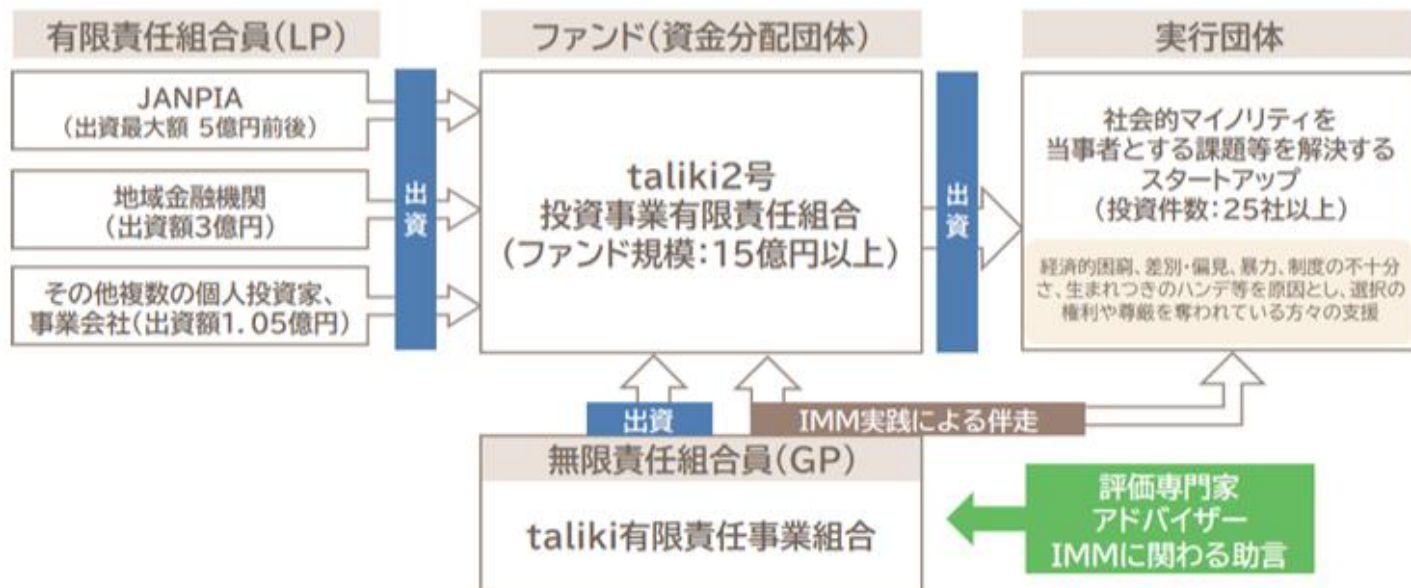 有限責任組合員(LP)
JANPIA
(出資最大額 5億円前後)
地域金融機関
(出資額3億円)
その他複数の個人投資家、
事業会社(出資額1.05億円)
出資
ファンド(資金分配団体)
taliki2号
投資事業有限責任組合
(ファンド規模:15億円以上)
出資
実行団体
社会的マイノリティを
当事者とする課題等を解決する
スタートアップ
(投資件数:25社以上)
経済的困窮、差別・偏見、暴力、制度の不十分
さ、生まれつきのハンデ等を原因とし、選択の
権利や尊厳を奪われている方々の支援
出資
IMM実践による伴走
無限責任組合員(GP)
taliki有限責任事業組合
評価専門家
アドバイザー
IMMに関わる助言